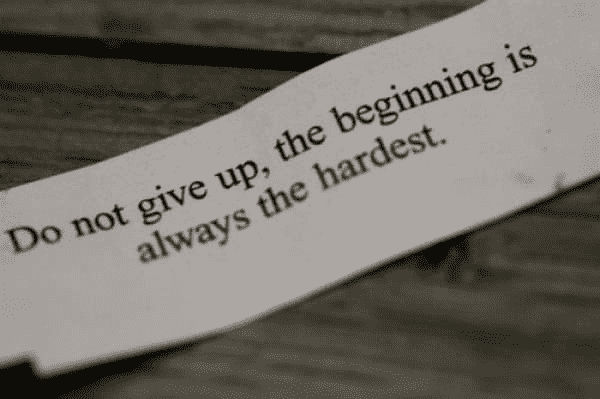 Do not give up, the beginning is
always the hardest.